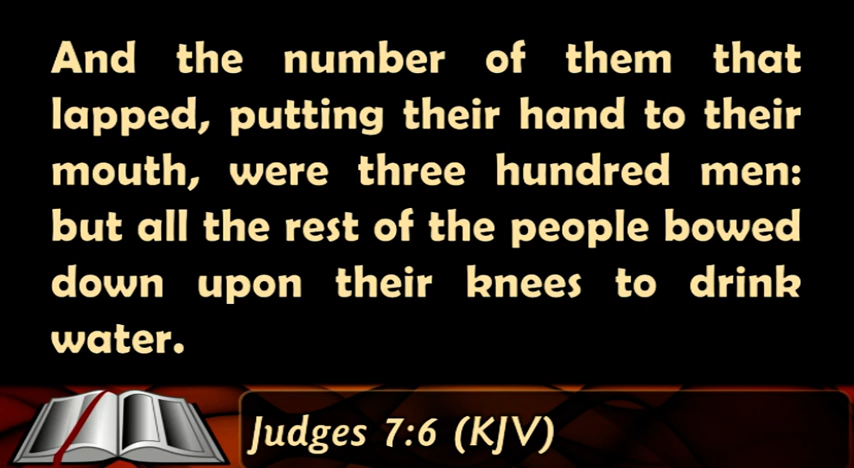 And the number of them that
lapped, putting their hand to their
mouth, were three hundred men:
but all the rest of the people bowed
down upon their knees to drink
water.
Judges 7:6 (KJV)